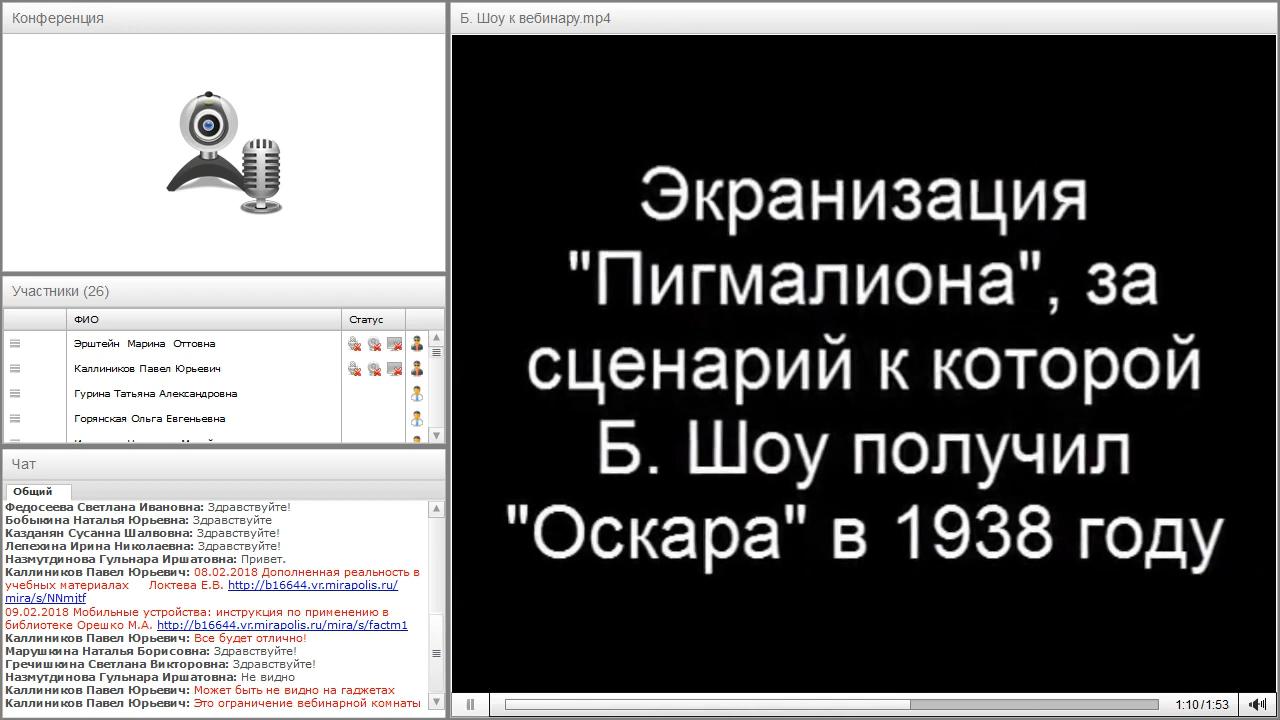 Конференция
Участники (26)
ФИО
Статус
Эрштейн Марина Оттовна
Каллиников Павел Юрьевич
Гурина Татьяна Александровна
Горянская Ольга Евгеньевна
Чат
Общий
Федосеева Светлана Ивановна: Здравствуйте!
Бобыкина Наталья Юрьевна: Здравствуйте
Казданян Сусанна Шалвовна: Здравствуйте!
Лепехина Ирина Николаевна: Здравствуйте!
Назмутдинова Гульнара Иршатовна: Привет.
Каллиников Павел Юрьевич: 08.02.2018 Дополненная реальность в
учебных материалах Локтева Е.В. http://b16644.vr.mirapolis.ru/
mira/s/NNmjtf
09.02.2018 Мобильные устройства: инструкция по применению в
библиотеке Орешко М.А. http://b16644.vr.mirapolis.ru/mira/s/factm1
Каллиников Павел Юрьевич: Все будет отлично!
Марушкина Наталья Борисовна: Здравствуйте!
Гречишкина Светлана Викторовна: Здравствуйте!
Назмутдинова Гульнара Иршатовна: Не видно
Каллиников Павел Юрьевич: Может быть не видно на гаджетах
Каллиников Павел Юрьевич: Это ограничение вебинарной комнаты
Б. Шоу к вебинару.mp4
Экранизация
"Пигмалиона", за
сценарий к которой
Б. Шоу получил
"Оскара" в 1938 году
1:10/1:53